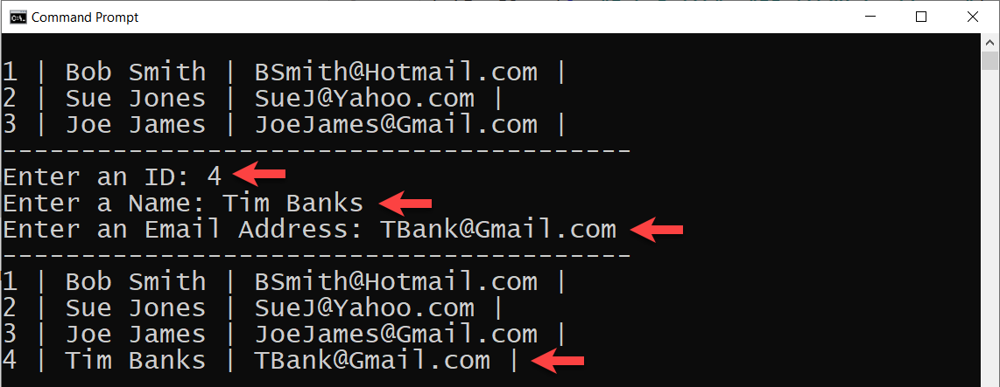 Command Prompt
1 | Bob Smith | BSmith@Hotmail.com |
2 | Sue Jones | SueJ@Yahoo.com |
3 | Joe James | JoeJames@Gmail.com |
----------------------------------------
Enter an ID: 4
Enter a Name: Tim Banks
Enter an Email Address: TBank@Gmail.com
----------------------------------------
1 | Bob Smith | BSmith@Hotmail.com |
2 | Sue Jones | SueJ@Yahoo.com |
3 | Joe James | JoeJames@Gmail.com |
4 | Tim Banks | TBank@Gmail.com |